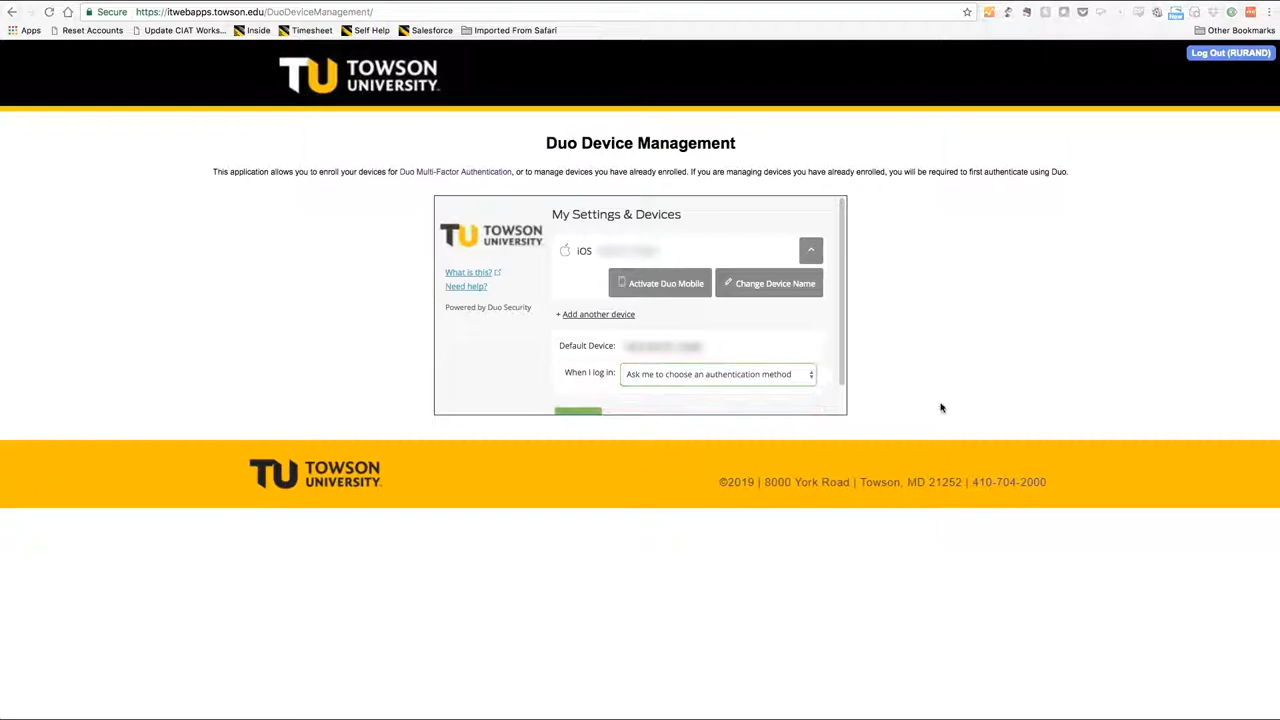 Secure https://itwebapps.towson.edu/DuoDeviceManagement/
Apps Reset Accounts Update CIAT Works... Inside Timesheet Self Help Salesforce Imported From Safari Other Bookmarks
Log Out (RURAND)
TU TOWSON UNIVERSITY
Duo Device Management
This application allows you to enroll your devices for Duo Multi-Factor Authentication, or to manage devices you have already enrolled. If you are managing devices you have already enrolled, you will be required to first authenticate using Duo.
TU TOWSON UNIVERSITY
What is this?
Need help?
Powered by Duo Security
My Settings & Devices
iOS
Activate Duo Mobile Change Device Name
+ Add another device
Default Device:
When I log in: Ask me to choose an authentication method
TU TOWSON UNIVERSITY
©2019 | 8000 York Road | Towson, MD 21252 | 410-704-2000